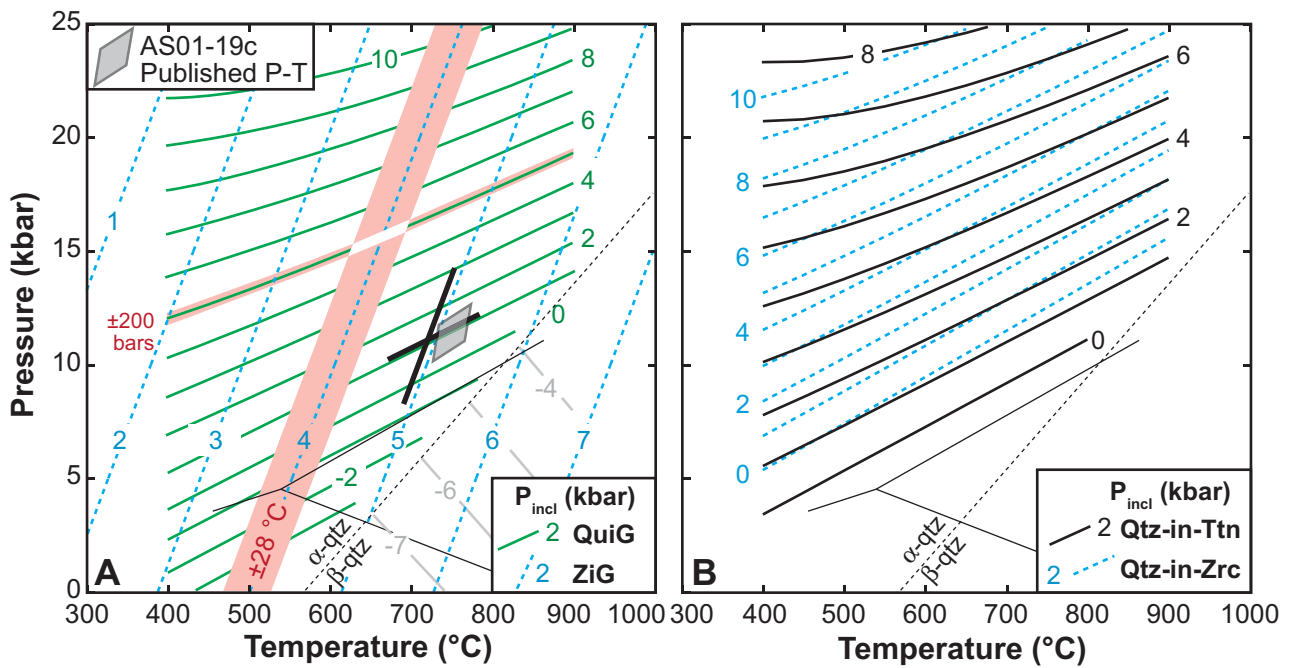 AS01-19c
Published P-T
Pressure (kbar)
25
20
15
10
5
0
10
8
6
4
2
0
-2
1
2
3
4
5
6
7
-4
-6
-7
±200
bars
±28 °C
α-qtz
β-qtz
A
P incl (kbar)
2 QuiG
2 ZiG
300 400 500 600 700 800 900 1000
Temperature (°C)
8
6
4
2
0
10
8
6
4
2
0
α-qtz
β-qtz
B
P incl (kbar)
2 Qtz-in-Ttn
2 Qtz-in-Zrc
300 400 500 600 700 800 900 1000
Temperature (°C)